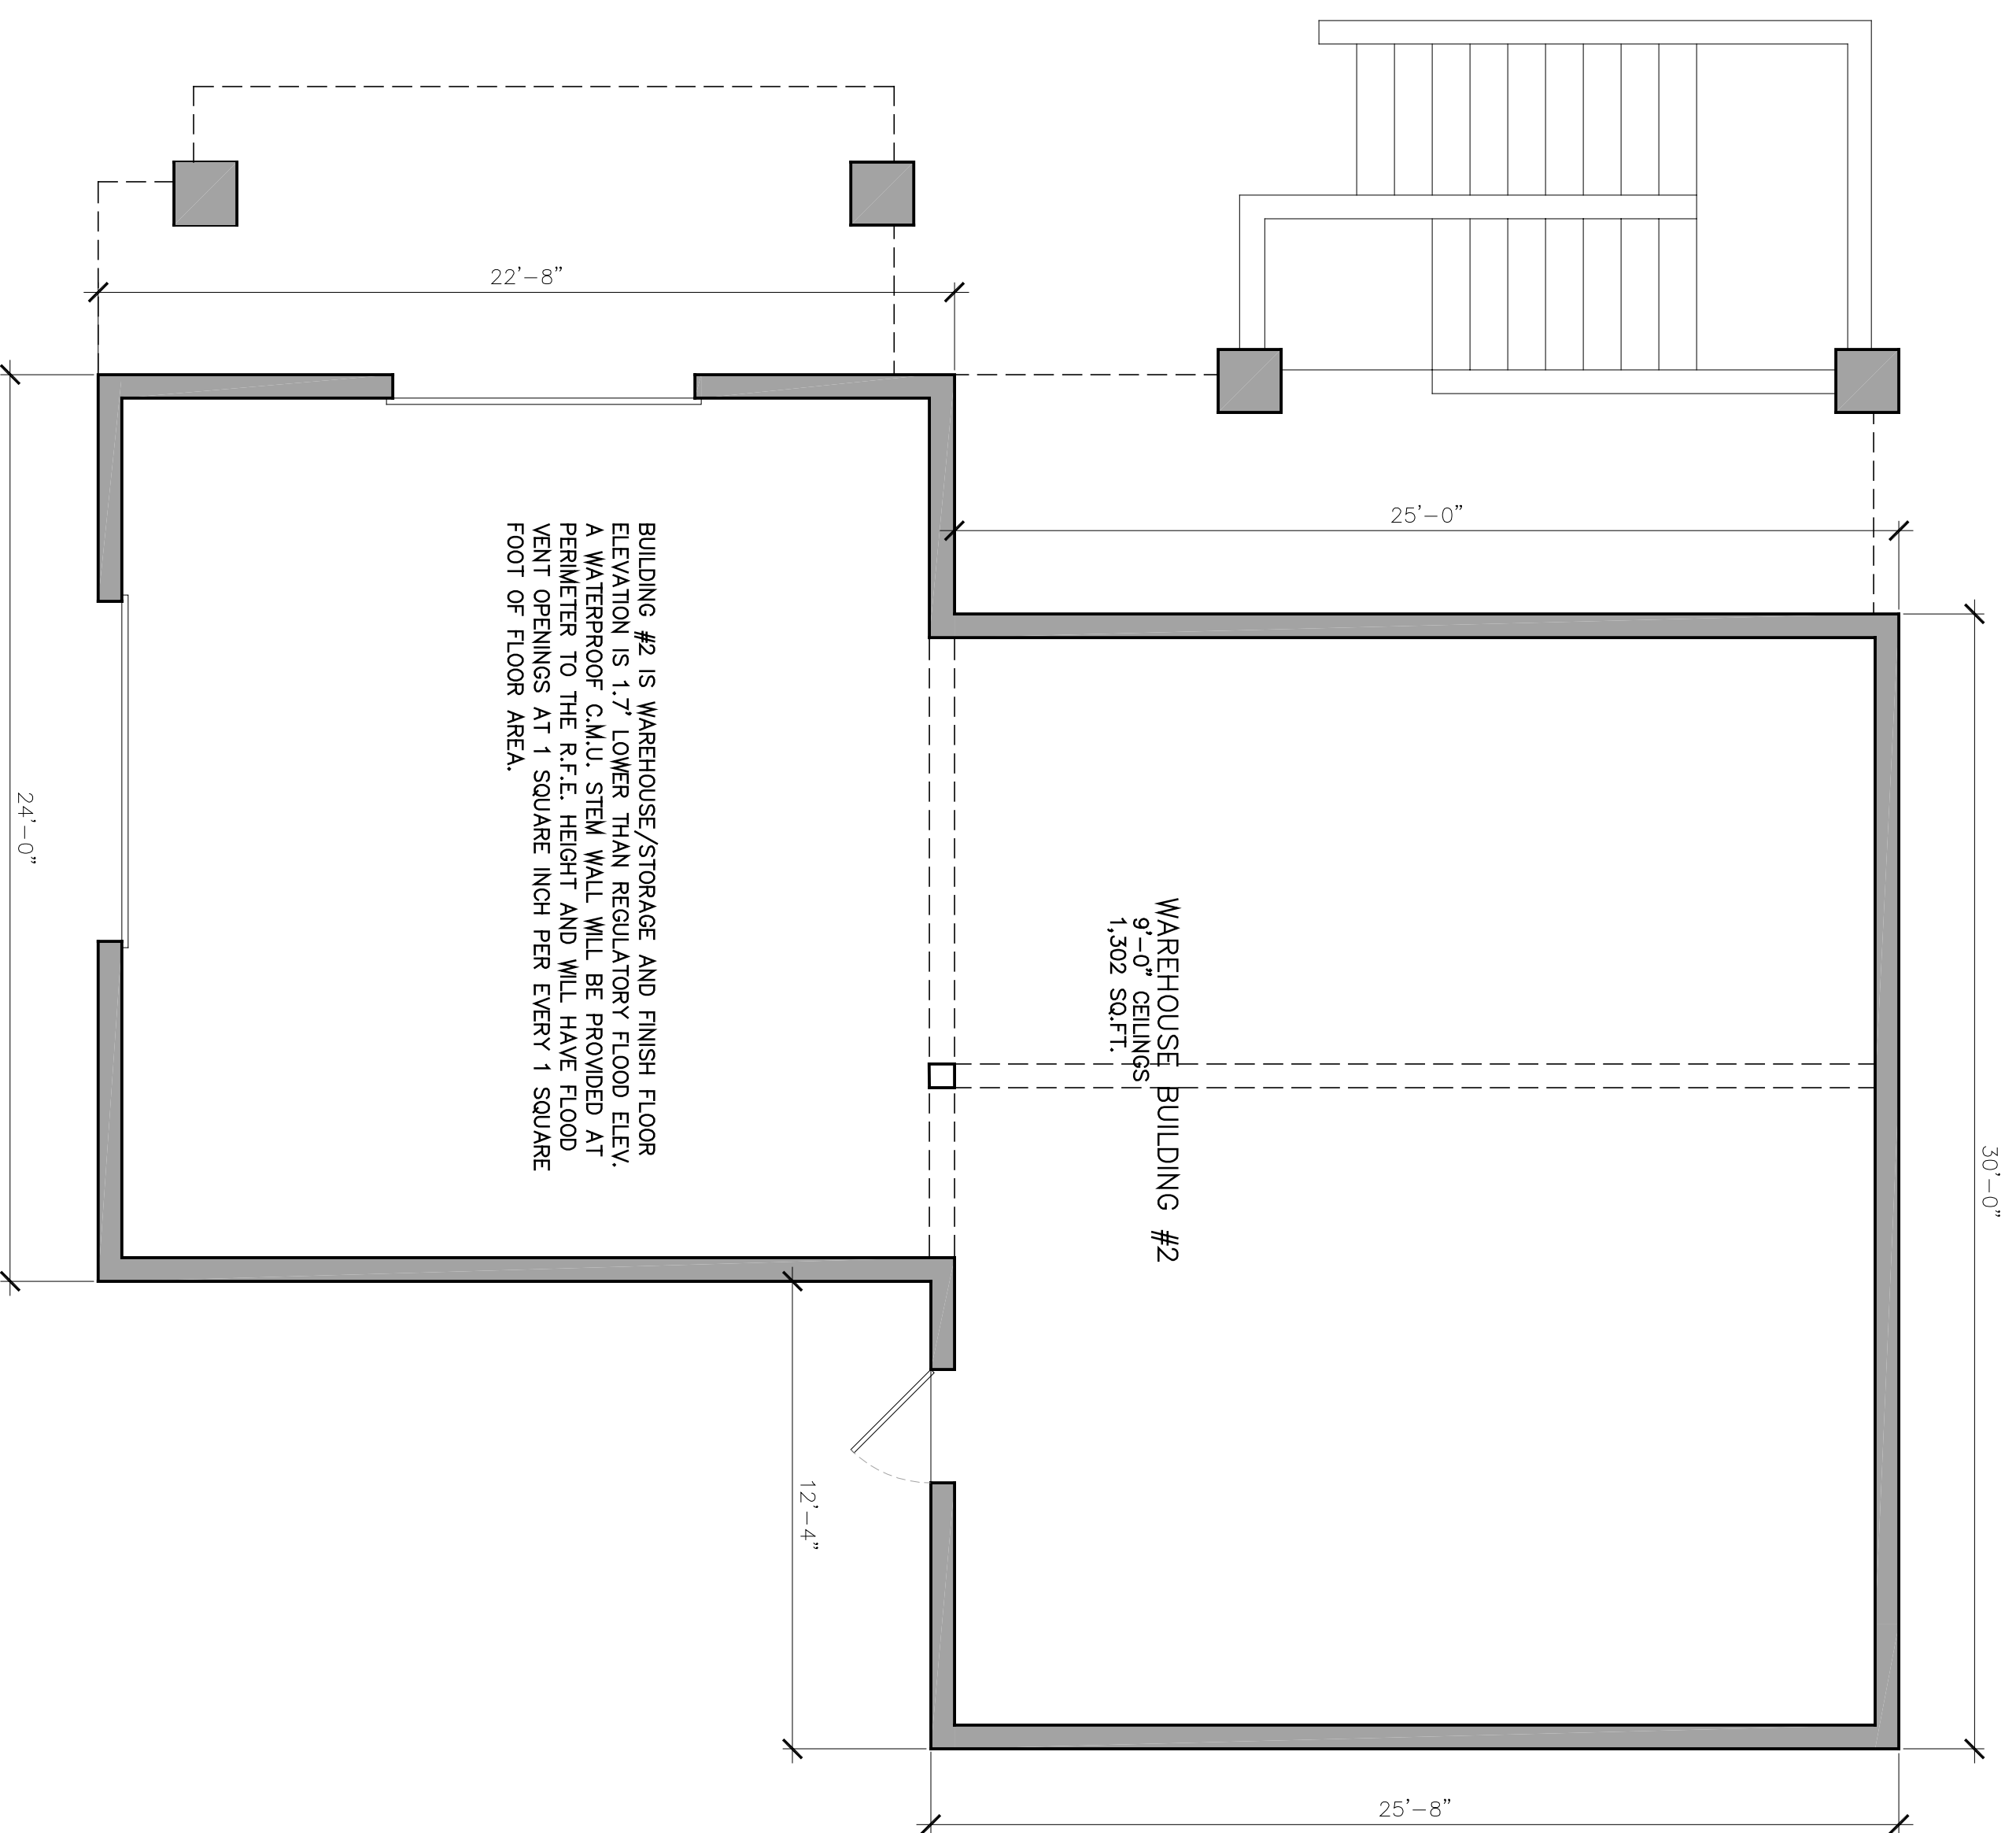 22'-8"
25'-0"
BUILDING #2 IS WAREHOUSE/STORAGE AND FINISH FLOOR
ELEVATION IS 1.7' LOWER THAN REGULATORY FLOOD ELEV.
A WATERPROOF C.M.U. STEM WALL WILL BE PROVIDED AT
PERIMETER TO THE R.F.E. HEIGHT AND WILL HAVE FLOOD
VENT OPENINGS AT 1 SQUARE INCH PER EVERY 1 SQUARE
FOOT OF FLOOR AREA.
WAREHOUSE BUILDING #2
9'-0" CEILINGS
1,302 SQ.FT.
24'-0"
30'-0"
12'-4"
25'-8"